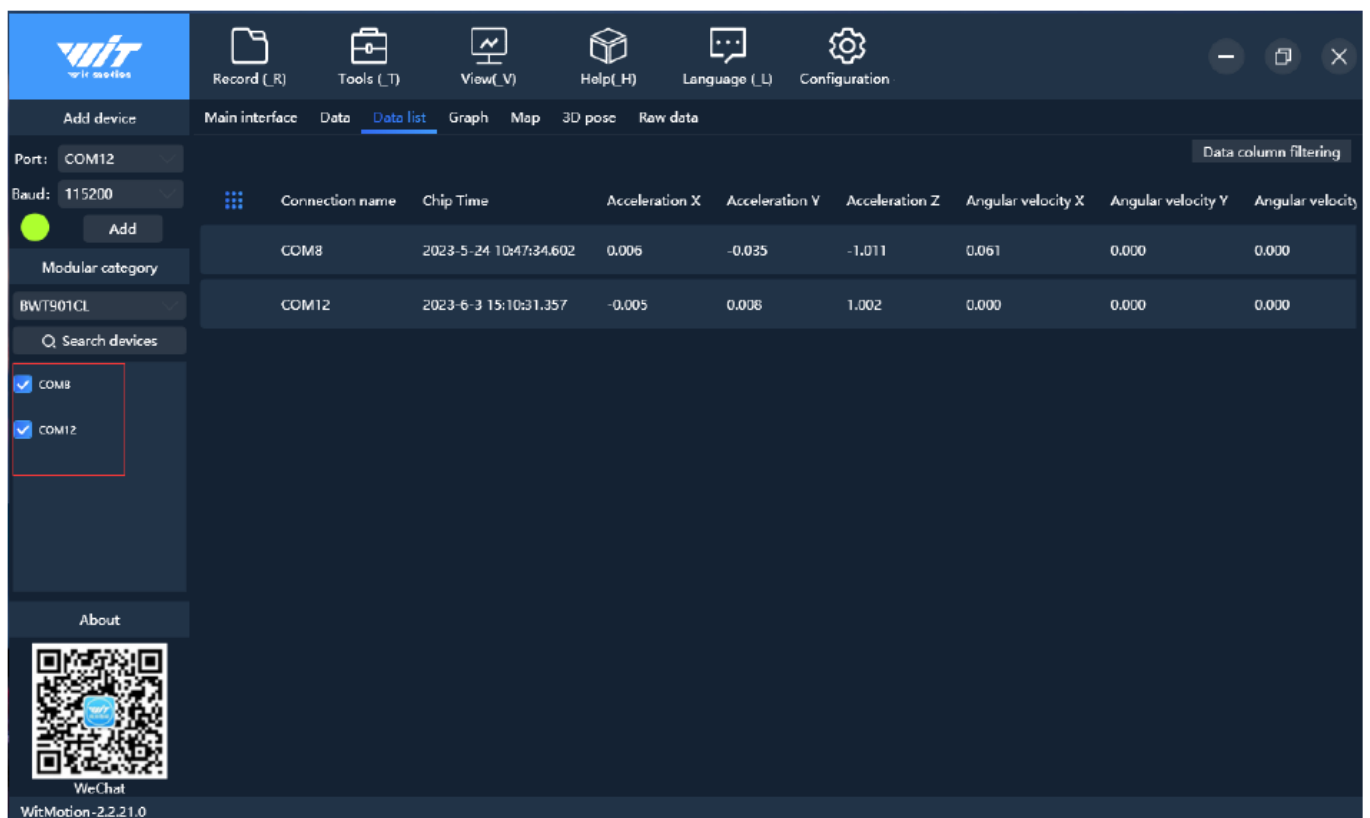 WiT
wit motion
Record (_R) Tools (_T) View(_V) Help(_H) Language (_L) Configuration
Add device
Main interface Data Data list Graph Map 3D pose Raw data
Port: COM12
Data column filtering
Baud: 115200
Connection name Chip Time Acceleration X Acceleration Y Acceleration Z Angular velocity X Angular velocity Y Angular velocity
Add
COM8 2023-5-24 10:47:34.602 0.006 -0.035 -1.011 0.061 0.000 0.000
Modular category
BWT901CL
COM12 2023-6-3 15:10:31.357 -0.005 0.008 1.002 0.000 0.000 0.000
Search devices
COM8
COM12
About
WeChat
WitMotion-2.2.21.0